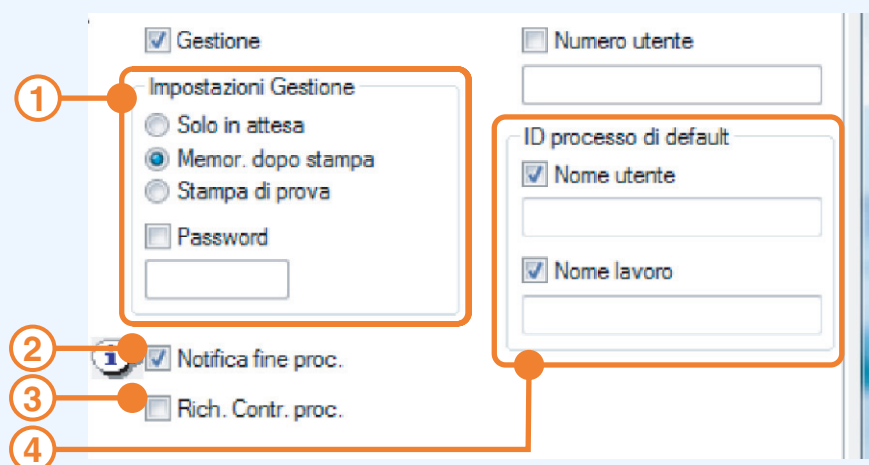 Gestione
1
Impostazioni Gestione
Solo in attesa
Memor. dopo stampa
Stampa di prova
Password
2
Notifica fine proc.
3
Rich. Contr. proc.
4
Numero utente
ID processo di default
Nome utente
Nome lavoro